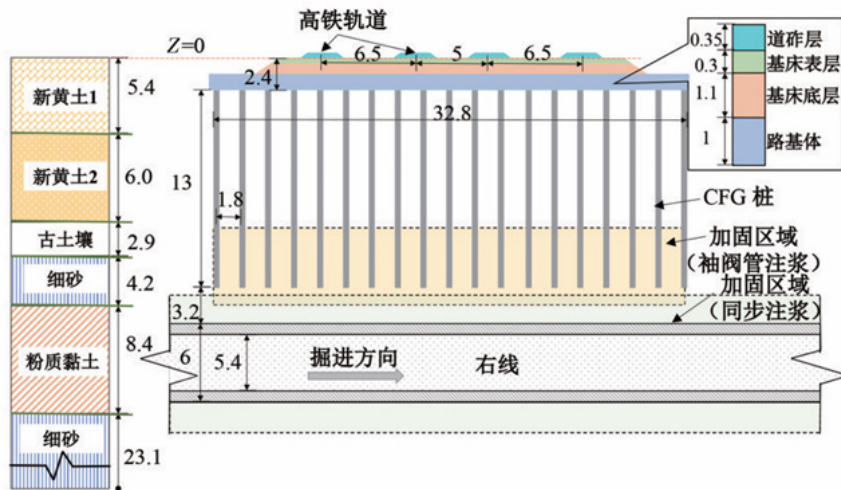 高铁轨道
Z=0
6.5
5
6.5
2.4
32.8
13
1.8
CFG 桩
加固区域
（袖阀管注浆）
加固区域
（同步注浆）
3.2
6
5.4
掘进方向
右线
新黄土1
5.4
新黄土2
6.0
古土壤
2.9
细砂
4.2
粉质黏土
8.4
细砂
23.1
0.35
道砟层
0.3
基床表层
1.1
基床底层
1
路基体